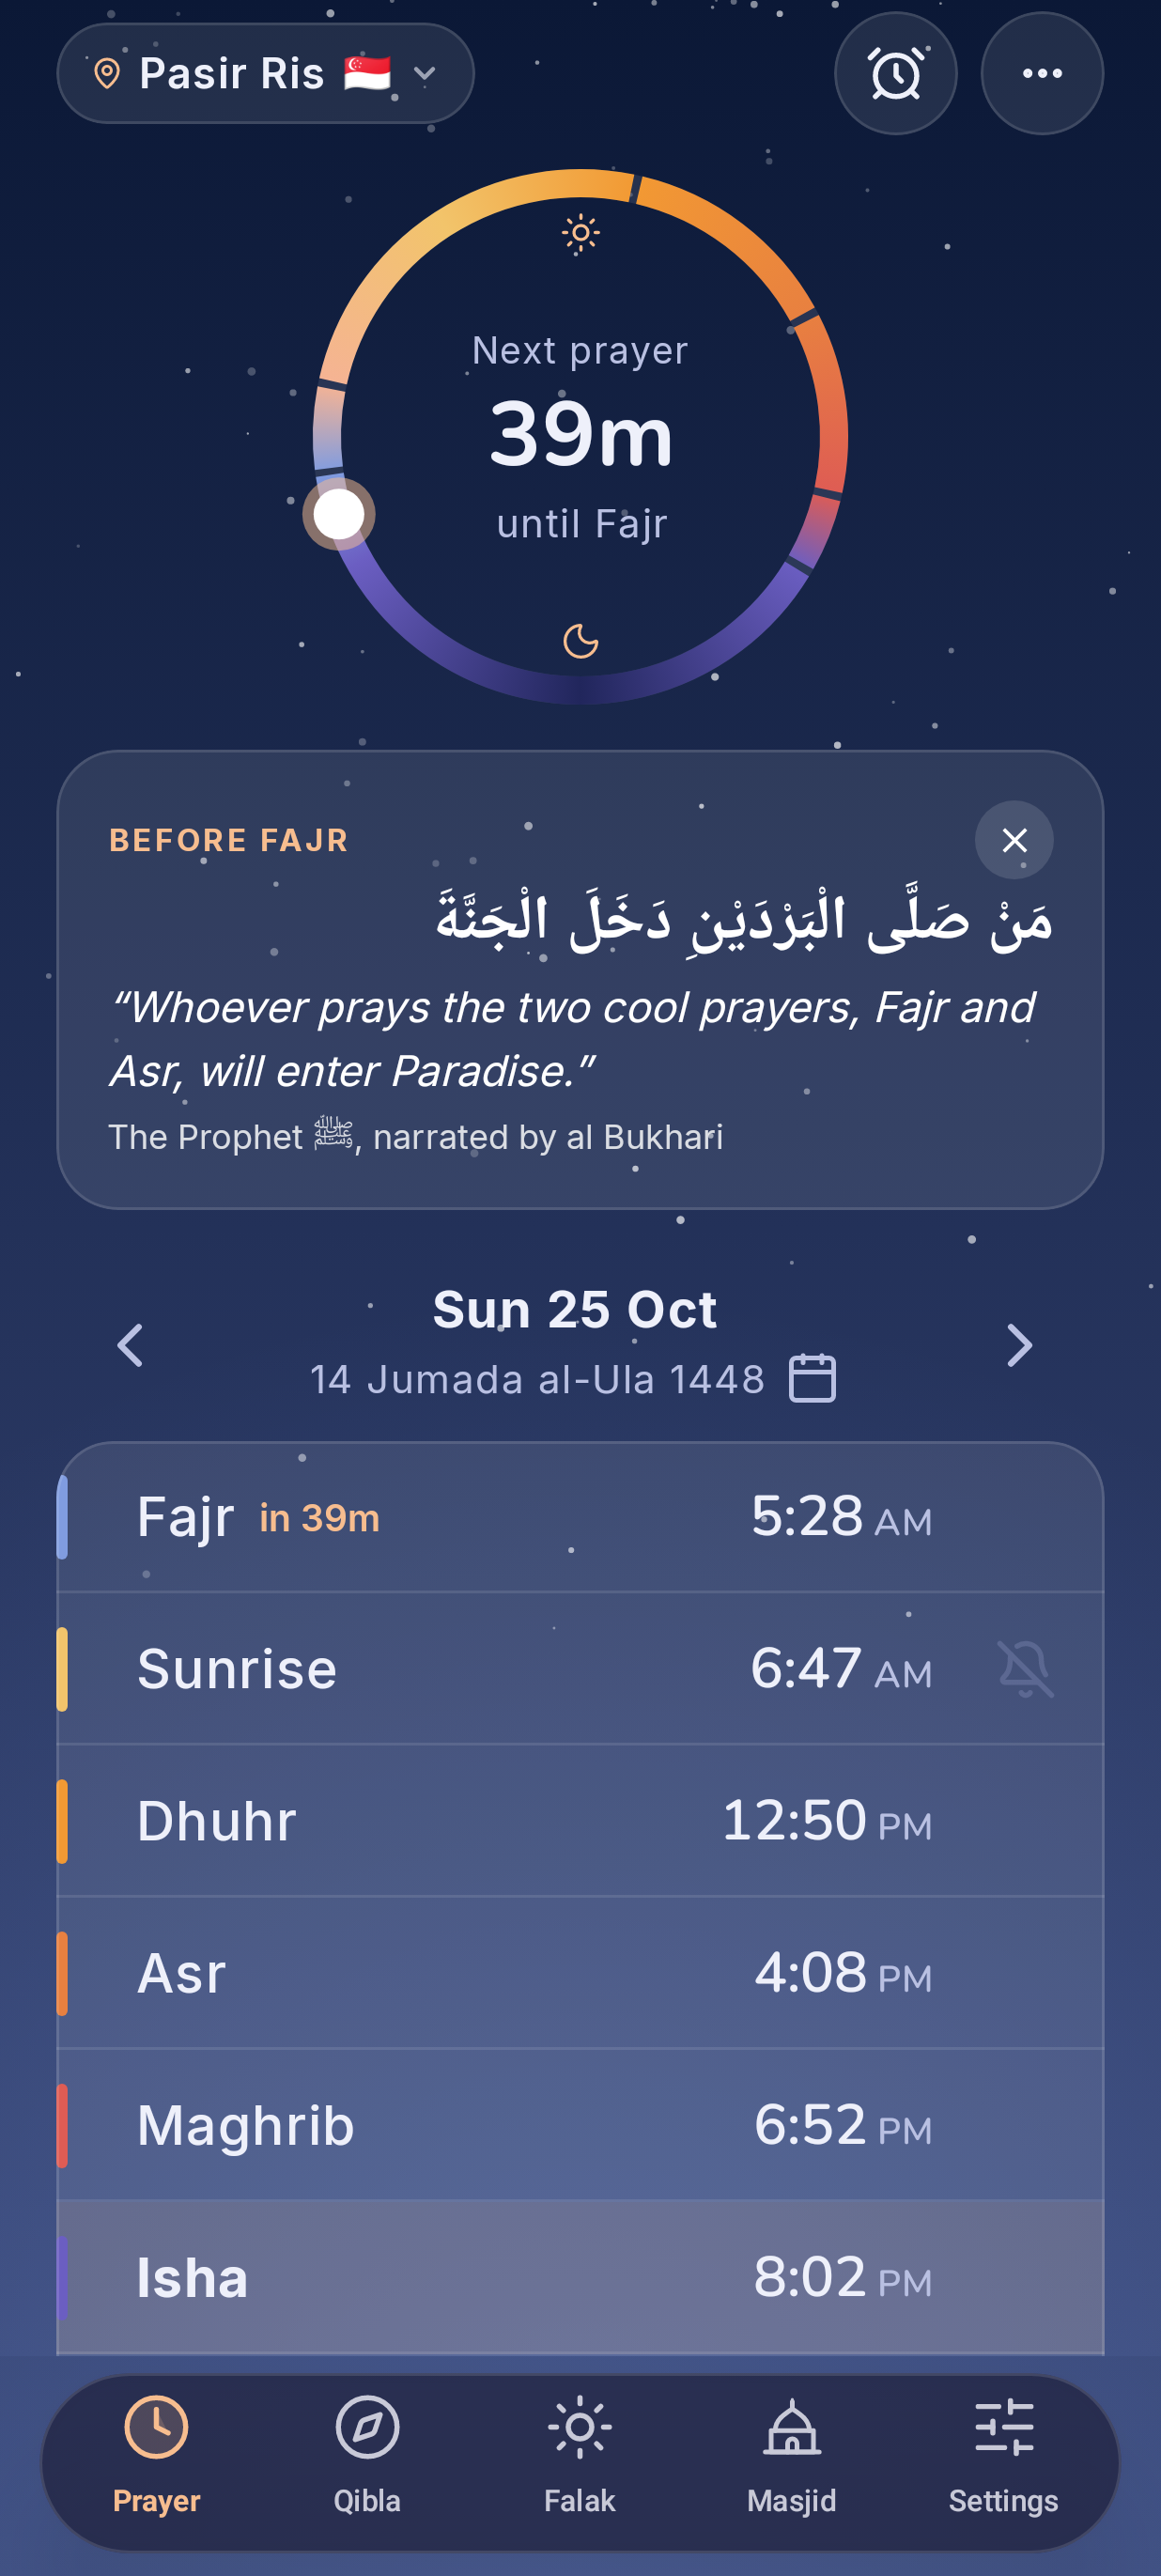 Pasir Ris 🇸🇬
Next prayer
39m
until Fajr
BEFORE FAJR
مَنْ صَلَّى الْبَرْدَيْنِ دَخَلَ الْجَنَّةَ
“Whoever prays the two cool prayers, Fajr and
Asr, will enter Paradise.”
The Prophet ﷺ, narrated by al Bukhari
Sun 25 Oct
14 Jumada al-Ula 1448
Fajr in 39m 5:28 AM
Sunrise 6:47 AM
Dhuhr 12:50 PM
Asr 4:08 PM
Maghrib 6:52 PM
Isha 8:02 PM
Prayer Qibla Falak Masjid Settings